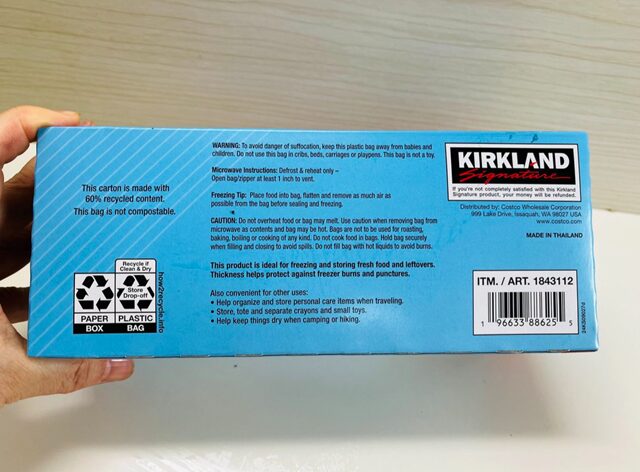 This carton is made with
60% recycled content.
This bag is not compostable.
Recycle if
Clean & Dry
Store
Drop-off
PAPER
BOX
PLASTIC
BAG
how2recycle.info
WARNING: To avoid danger of suffocation, keep this plastic bag away from babies and
children. Do not use this bag in cribs, beds, carriages or playpens. This bag is not a toy.
Microwave Instructions: Defrost & reheat only –
Open bag/zipper at least 1 inch to vent.
Freezing Tip: Place food into bag, flatten and remove as much air as
possible from the bag before sealing and freezing.
CAUTION: Do not overheat food or bag may melt. Use caution when removing bag from
microwave as contents and bag may be hot. Bags are not to be used for roasting,
baking, boiling or cooking of any kind. Do not cook food in bags. Hold bag securely
when filling and closing to avoid spills. Do not fill bag with hot liquids to avoid burns.
This product is ideal for freezing and storing fresh food and leftovers.
Thickness helps protect against freezer burns and punctures.
Also convenient for other uses:
• Help organize and store personal care items when traveling.
• Store, tote and separate crayons and small toys.
• Help keep things dry when camping or hiking.
KIRKLAND
Signature
If you're not completely satisfied with this Kirkland
Signature product, your money will be refunded.
Distributed by: Costco Wholesale Corporation
999 Lake Drive, Issaquah, WA 98027 USA
www.costco.com
MADE IN THAILAND
ITM. / ART. 1843112
1 96633 88625 5